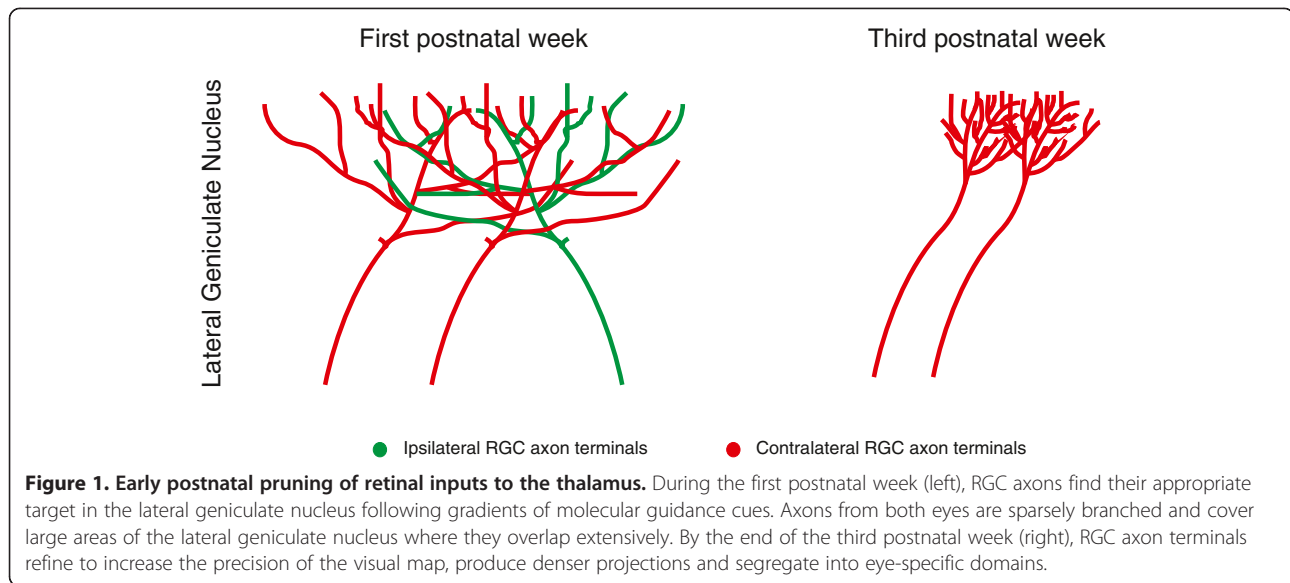 First postnatal week
Third postnatal week
Lateral Geniculate Nucleus
Ipsilateral RGC axon terminals
Contralateral RGC axon terminals
Figure 1. Early postnatal pruning of retinal inputs to the thalamus. During the first postnatal week (left), RGC axons find their appropriate
target in the lateral geniculate nucleus following gradients of molecular guidance cues. Axons from both eyes are sparsely branched and cover
large areas of the lateral geniculate nucleus where they overlap extensively. By the end of the third postnatal week (right), RGC axon terminals
refine to increase the precision of the visual map, produce denser projections and segregate into eye-specific domains.